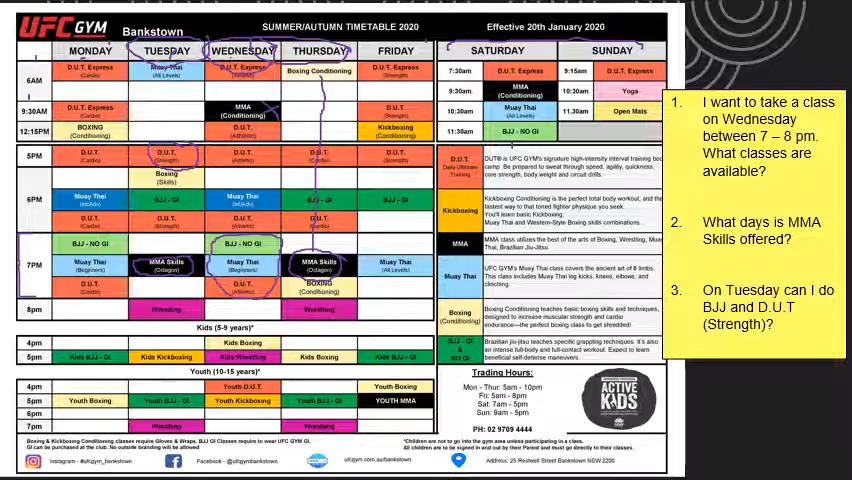 UFC GYM Bankstown SUMMER/AUTUMN TIMETABLE 2020 Effective 20th January 2020
MONDAY TUESDAY WEDNESDAY THURSDAY FRIDAY SATURDAY SUNDAY
6AM
D.U.T. Express
(Cardio)
Muay Thai
(All Levels)
D.U.T. Express
(Athletic)
Boxing Conditioning
D.U.T. Express
(Strength)
7:30am D.U.T. Express 9:15am D.U.T. Express
9:30am MMA
(Conditioning)
10:30am Yoga
9:30AM
D.U.T. Express
(Cardio)
MMA
(Conditioning)
D.U.T. Express
(Strength)
10:30am Muay Thai
(All Levels)
11.30am Open Mats
12:15PM
BOXING
(Conditioning)
D.U.T.
(Athletic)
Kickboxing
(Conditioning)
11:30am BJJ - NO GI
5PM
D.U.T.
(Cardio)
D.U.T.
(Strength)
D.U.T.
(Athletic)
D.U.T.
(Cardio)
D.U.T.
(Strength)
6PM
Boxing
(Skills)
Muay Thai
(Int/Adv)
BJJ - GI
Muay Thai
(Int/Adv)
BJJ - GI
BJJ - GI
D.U.T.
(Cardio)
D.U.T.
(Strength)
D.U.T.
(Athletic)
D.U.T.
(Cardio)
7PM
BJJ - NO GI
BJJ - NO GI
Muay Thai
(Beginners)
MMA Skills
(Octagon)
Muay Thai
(Beginners)
MMA Skills
(Octagon)
Muay Thai
(All Levels)
D.U.T.
(Cardio)
D.U.T.
(Athletic)
BOXING
(Conditioning)
8pm Wrestling Wrestling
Kids (5-9 years)*
4pm Kids Boxing
5pm Kids BJJ - GI Kids Kickboxing Kids Wrestling Kids Boxing Kids BJJ - GI
Youth (10-15 years)*
4pm Youth D.U.T. Youth Boxing
5pm Youth Boxing Youth BJJ - GI Youth Kickboxing Youth BJJ - GI YOUTH MMA
6pm
7pm Wrestling Wrestling
D.U.T.
Daily Ultimate
Training
DUT® is UFC GYM's signature high-intensity interval training boo
camp. Be prepared to sweat through speed, agility, quickness,
core strength, body weight and circuit drills.
Kickboxing
Kickboxing Conditioning is the perfect total body workout, and the
fastest way to that toned fighter physique you seek.
You'll learn basic Kickboxing,
Muay Thai and Western-Style Boxing skills combinations.
MMA
MMA class utilizes the best of the arts of Boxing, Wrestling, Muay
Thai, Brazilian Jiu-Jitsu.
Muay Thai
UFC GYM's Muay Thai class covers the ancient art of 8 limbs.
This class includes Muay Thai leg kicks, knees, elbows, and
clinching.
Boxing
(Conditioning)
Boxing Conditioning teaches basic boxing skills and techniques,
designed to increase muscular strength and cardio
endurance—the perfect boxing class to get shredded!
BJJ - GI
&
NO GI
Brazilian jiu-jitsu teaches specific grappling techniques. It's also
an intense full-body and full-contact workout. Expect to learn
beneficial self-defense maneuvers.
Trading Hours:
Mon - Thur: 5am - 10pm
Fri: 5am - 8pm
Sat: 7am - 5pm
Sun: 9am - 5pm
PH: 02 9709 4444
ACTIVE
KIDS
NSW
Boxing & Kickboxing Conditioning classes require Gloves & Wraps. BJJ GI Classes require to wear UFC GYM GI.
GI can be purchased at the club. No outside branding will be allowed
*Children are not to go into the gym area unless participating in a class.
All children are to be signed in and out by their Parent and must go directly to their classes.
Instagram - #ufcgym_bankstown
Facebook - @ufcgymbankstown
ufcgym.com.au/bankstown
Address: 25 Restwell Street Bankstown NSW 2200
1. I want to take a class
on Wednesday
between 7 – 8 pm.
What classes are
available?
2. What days is MMA
Skills offered?
3. On Tuesday can I do
BJJ and D.U.T
(Strength)?